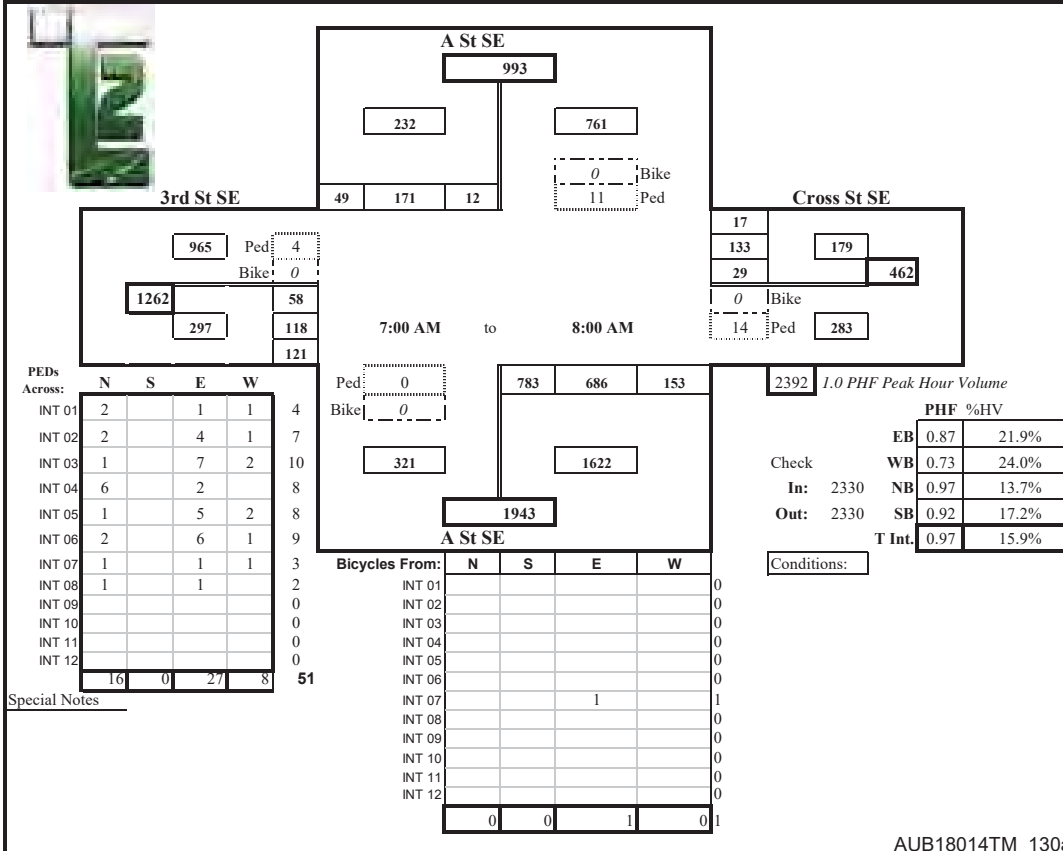 A St SE
993
232 761
0 Bike
11 Ped
3rd St SE 49 171 12 Cross St SE
17
965 Ped 4 133 179
Bike 0 29 462
1262 58 0 Bike
297 118 7:00 AM to 8:00 AM 14 Ped 283
121
PEDs
Across: N S E W
Ped 0 783 686 153 2392 1.0 PHF Peak Hour Volume
INT 01 2 1 1 4
Bike 0 PHF %HV
INT 02 2 4 1 7
EB 0.87 21.9%
INT 03 1 7 2 10
321 1622 Check WB 0.73 24.0%
INT 04 6 2 8
In: 2330 NB 0.97 13.7%
INT 05 1 5 2 8
1943 Out: 2330 SB 0.92 17.2%
INT 06 2 6 1 9
A St SE T Int. 0.97 15.9%
INT 07 1 1 1 3
Bicycles From: N S E W Conditions:
INT 08 1 1 2
INT 01 0
INT 09 0
INT 02 0
INT 10 0
INT 03 0
INT 11 0
INT 04 0
INT 12 0
INT 05 0
16 0 27 8 51
INT 06 0
Special Notes
INT 07 1 1
INT 08 0
INT 09 0
INT 10 0
INT 11 0
INT 12 0
0 0 1 0 1